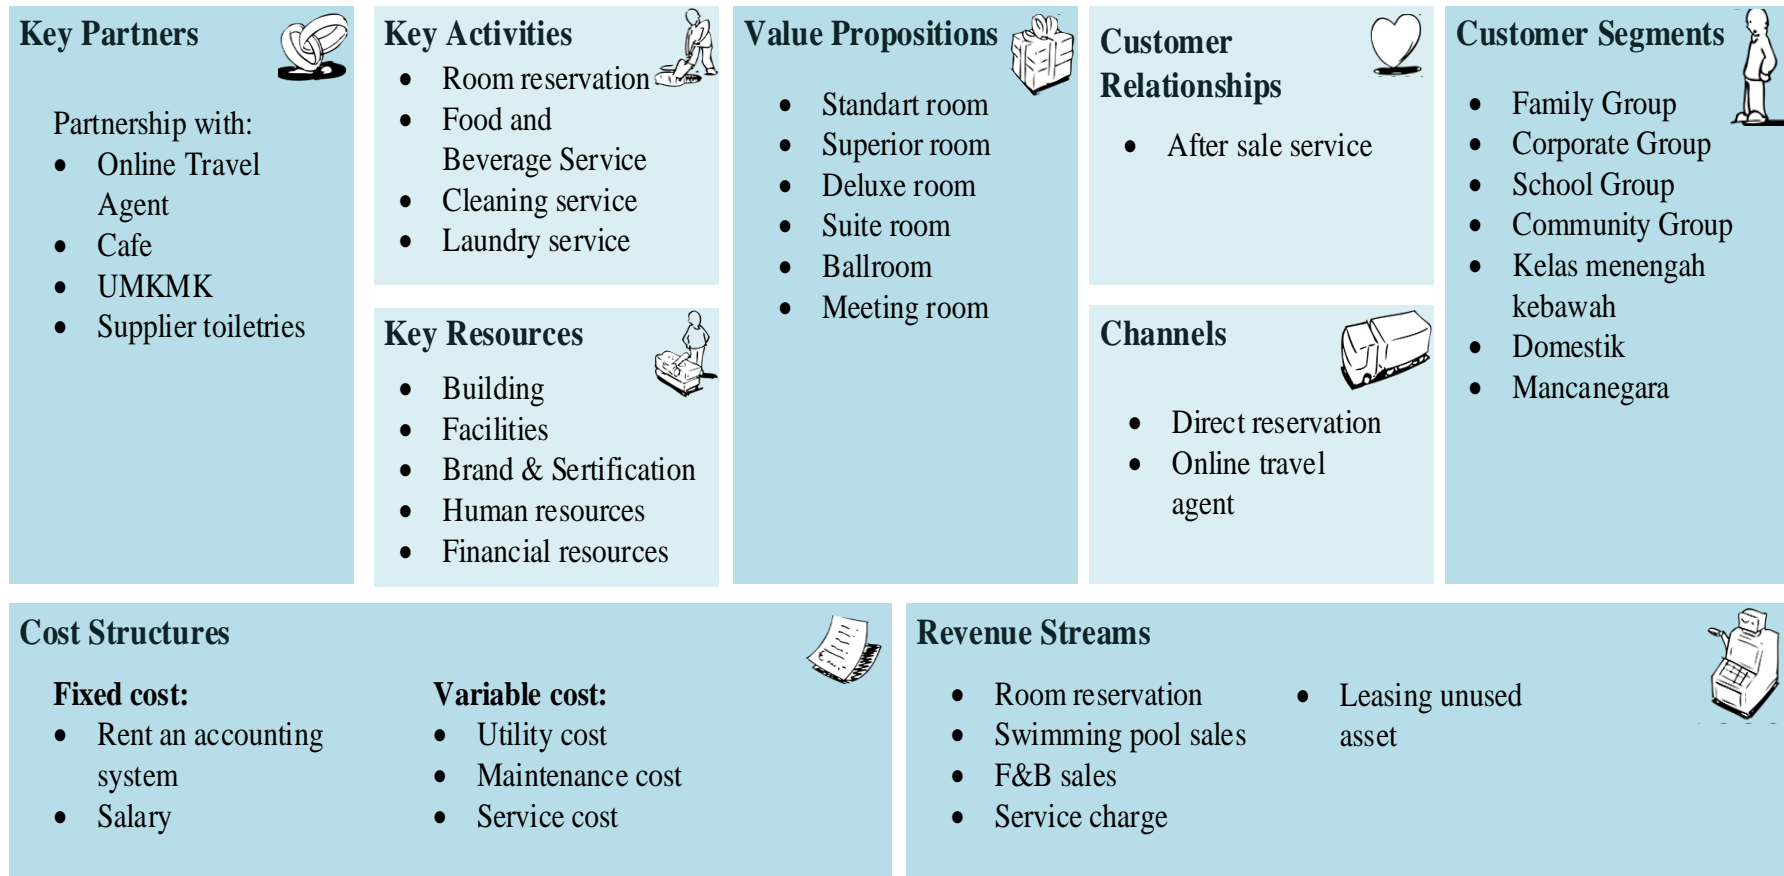 Key Partners
Partnership with:
• Online Travel
Agent
• Cafe
• UMKMK
• Supplier toiletries
Key Activities
• Room reservation
• Food and
Beverage Service
• Cleaning service
• Laundry service
Key Resources
• Building
• Facilities
• Brand & Sertification
• Human resources
• Financial resources
Value Propositions
• Standart room
• Superior room
• Deluxe room
• Suite room
• Ballroom
• Meeting room
Customer
Relationships
• After sale service
Channels
• Direct reservation
• Online travel
agent
Customer Segments
• Family Group
• Corporate Group
• School Group
• Community Group
• Kelas menengah
kebawah
• Domestik
• Mancanegara
Cost Structures
Fixed cost:
• Rent an accounting
system
• Salary
Variable cost:
• Utility cost
• Maintenance cost
• Service cost
Revenue Streams
• Room reservation
• Swimming pool sales
• F&B sales
• Service charge
• Leasing unused
asset